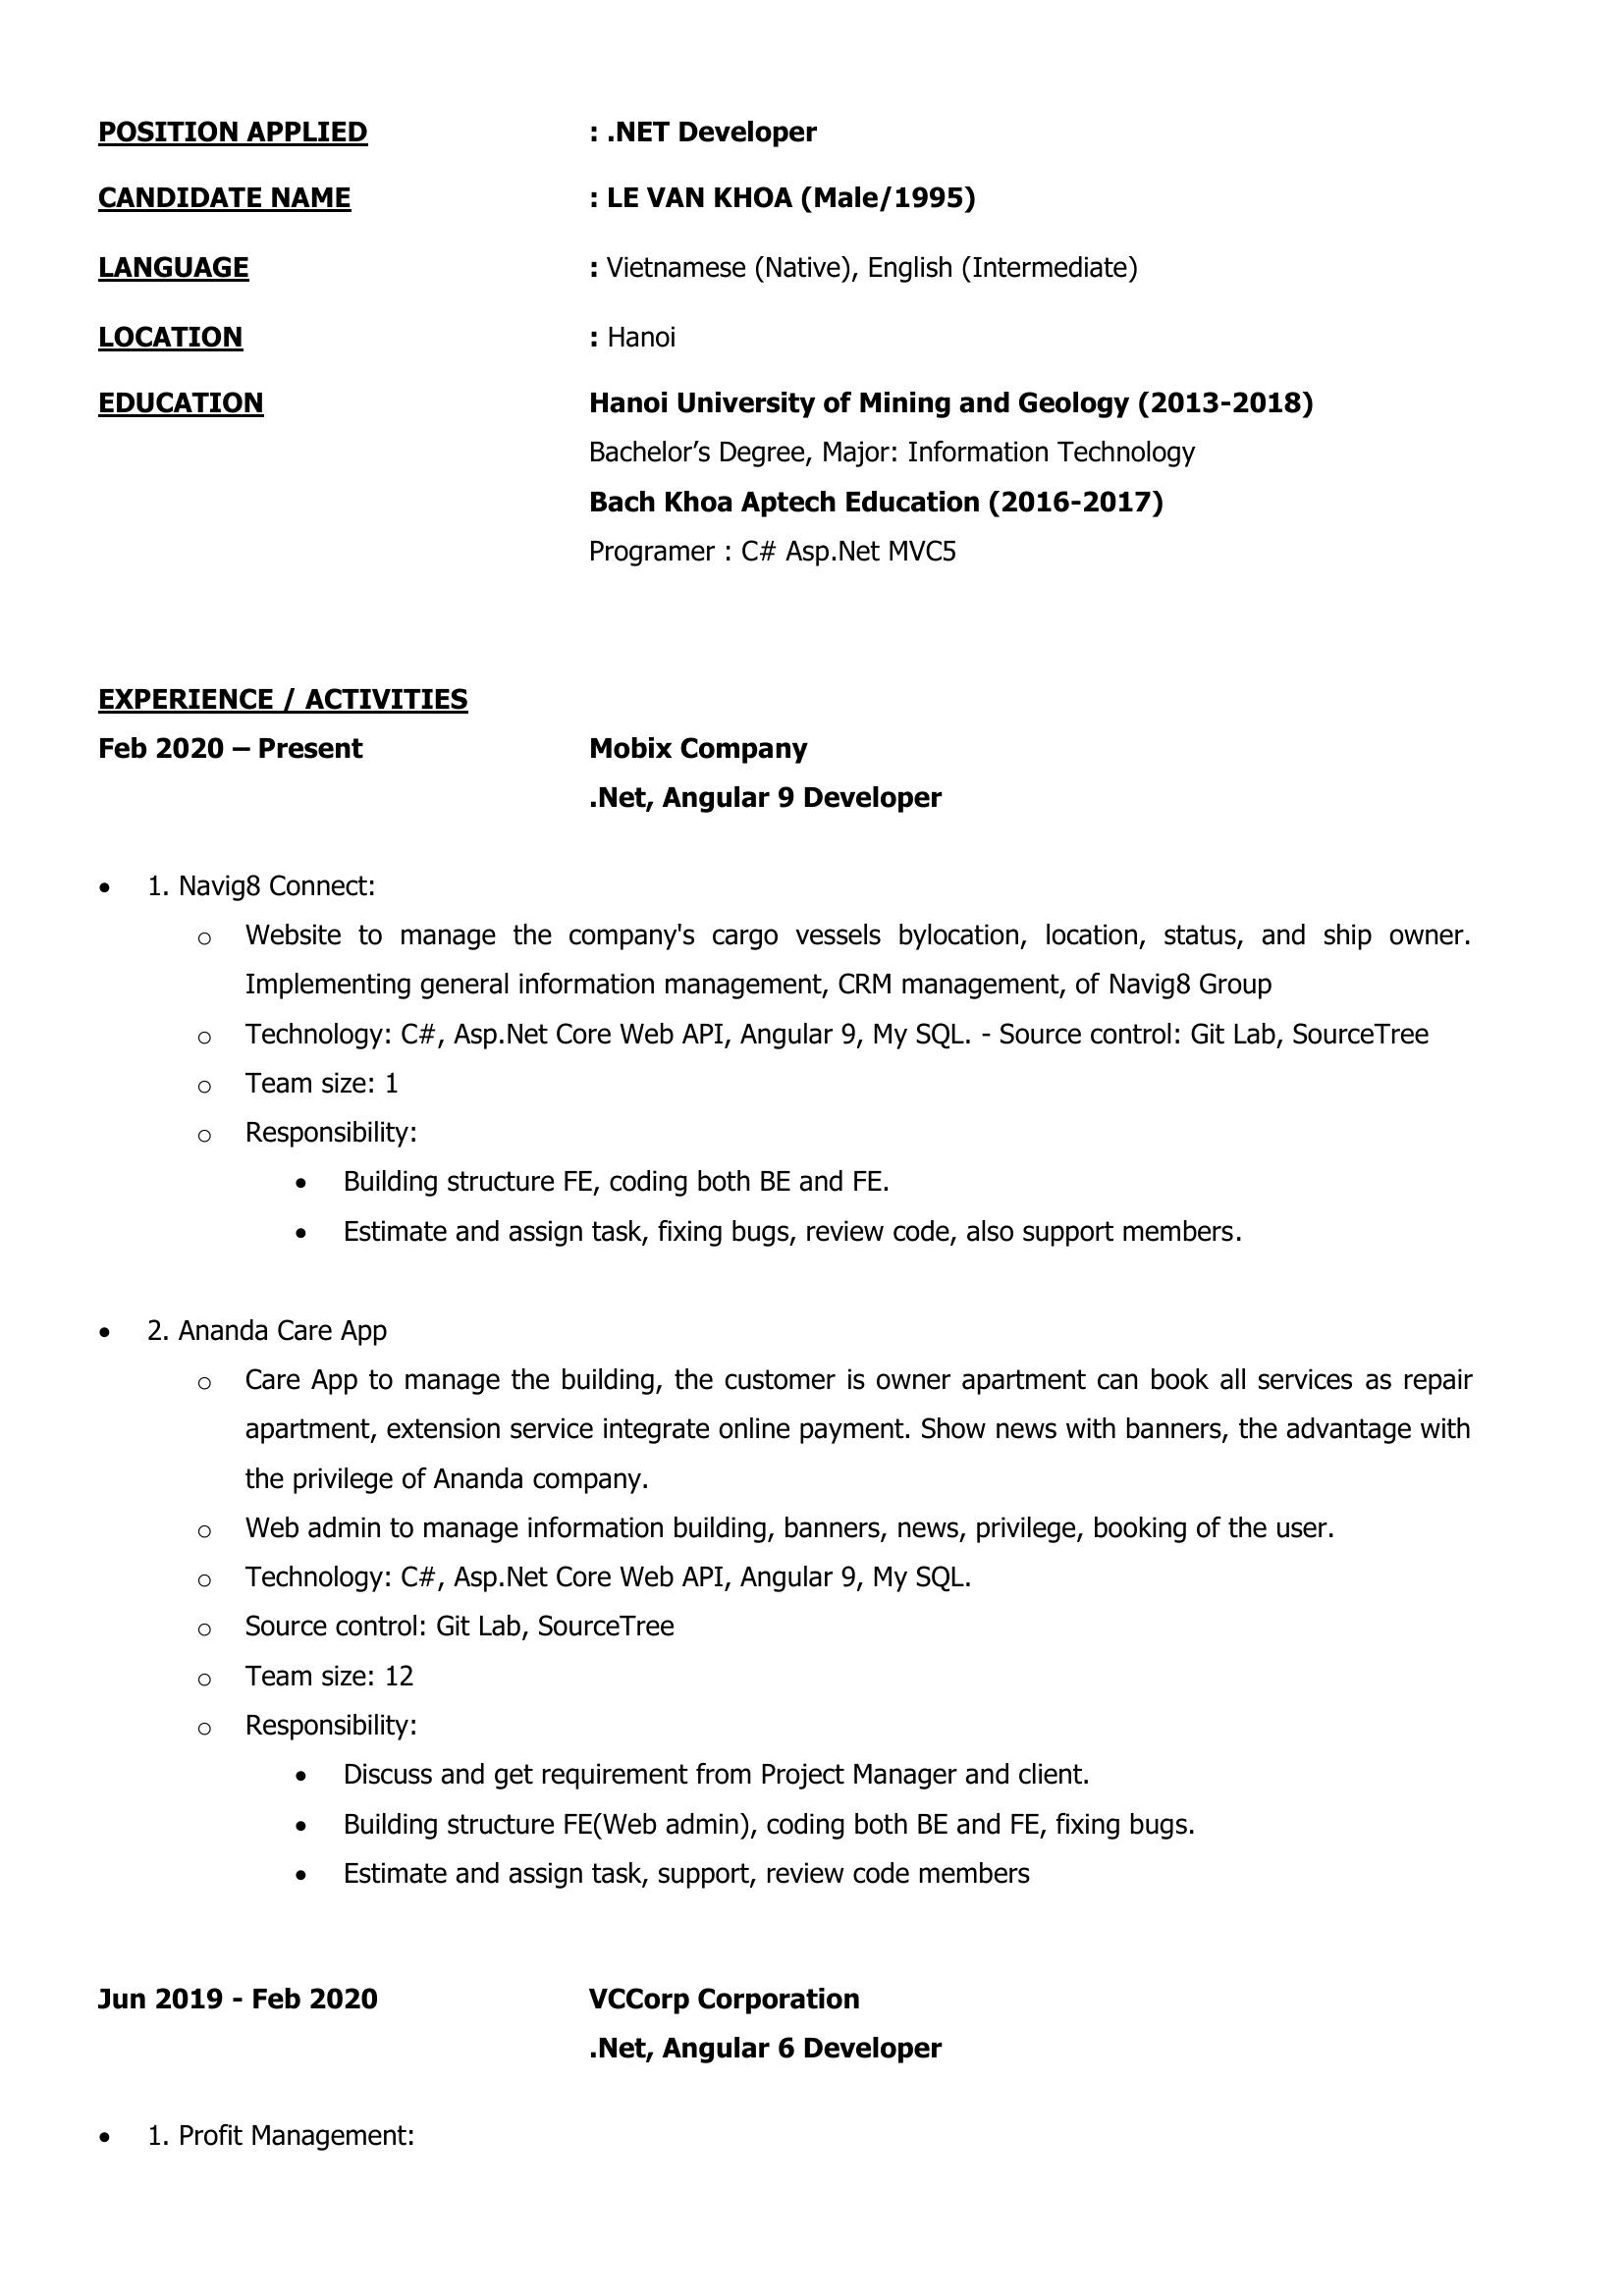 POSITION APPLIED : .NET Developer
CANDIDATE NAME : LE VAN KHOA (Male/1995)
LANGUAGE : Vietnamese (Native), English (Intermediate)
LOCATION : Hanoi
EDUCATION Hanoi University of Mining and Geology (2013-2018)
Bachelor’s Degree, Major: Information Technology
Bach Khoa Aptech Education (2016-2017)
Programer : C# Asp.Net MVC5
EXPERIENCE / ACTIVITIES
Feb 2020 – Present Mobix Company
.Net, Angular 9 Developer
• 1. Navig8 Connect:
o Website to manage the company's cargo vessels bylocation, location, status, and ship owner.
Implementing general information management, CRM management, of Navig8 Group
o Technology: C#, Asp.Net Core Web API, Angular 9, My SQL. - Source control: Git Lab, SourceTree
o Team size: 1
o Responsibility:
• Building structure FE, coding both BE and FE.
• Estimate and assign task, fixing bugs, review code, also support members.
• 2. Ananda Care App
o Care App to manage the building, the customer is owner apartment can book all services as repair
apartment, extension service integrate online payment. Show news with banners, the advantage with
the privilege of Ananda company.
o Web admin to manage information building, banners, news, privilege, booking of the user.
o Technology: C#, Asp.Net Core Web API, Angular 9, My SQL.
o Source control: Git Lab, SourceTree
o Team size: 12
o Responsibility:
• Discuss and get requirement from Project Manager and client.
• Building structure FE(Web admin), coding both BE and FE, fixing bugs.
• Estimate and assign task, support, review code members
Jun 2019 - Feb 2020 VCCorp Corporation
.Net, Angular 6 Developer
• 1. Profit Management: